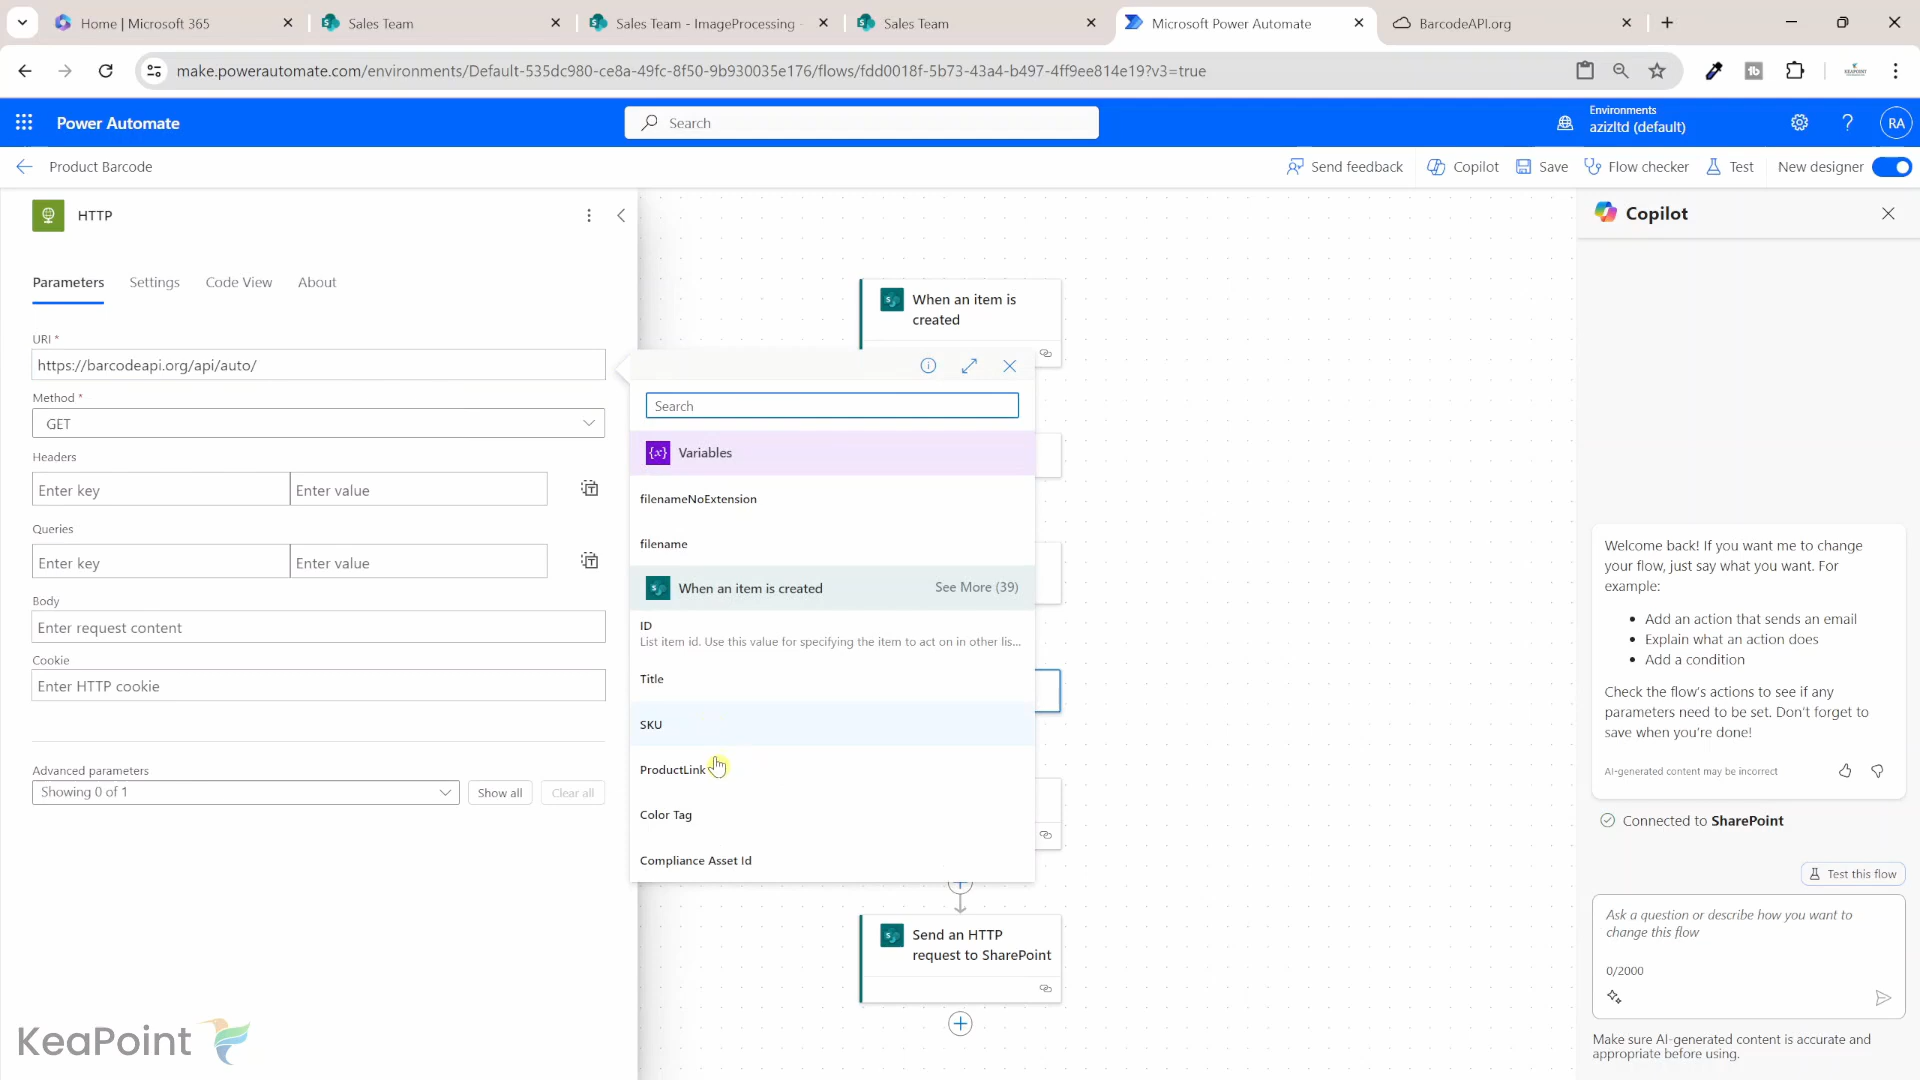 Home | Microsoft 365
Sales Team
Sales Team - ImageProcessing -
Sales Team
Microsoft Power Automate
BarcodeAPI.org
make.powerautomate.com/environments/Default-535dc980-ce8a-49fc-8f50-9b930035e176/flows/fdd0018f-5b73-43a4-b497-4ff9ee814e19?v3=true
Power Automate
Search
Environments
azizltd (default)
RA
Product Barcode
Send feedback
Copilot
Save
Flow checker
Test
New designer
HTTP
Parameters
Settings
Code View
About
URI *
https://barcodeapi.org/api/auto/
Method *
GET
Headers
Enter key
Enter value
Queries
Enter key
Enter value
Body
Enter request content
Cookie
Enter HTTP cookie
Advanced parameters
Showing 0 of 1
Show all
Clear all
When an item is
created
Search
Variables
filenameNoExtension
filename
When an item is created
See More (39)
ID
List item id. Use this value for specifying the item to act on in other lis...
Title
SKU
ProductLink
Color Tag
Compliance Asset Id
Send an HTTP
request to SharePoint
Copilot
Welcome back! If you want me to change
your flow, just say what you want. For
example:
• Add an action that sends an email
• Explain what an action does
• Add a condition
Check the flow's actions to see if any
parameters need to be set. Don't forget to
save when you're done!
AI-generated content may be incorrect
Connected to SharePoint
Test this flow
Ask a question or describe how you want to
change this flow
0/2000
Make sure AI-generated content is accurate and
appropriate before using.
KeaPoint